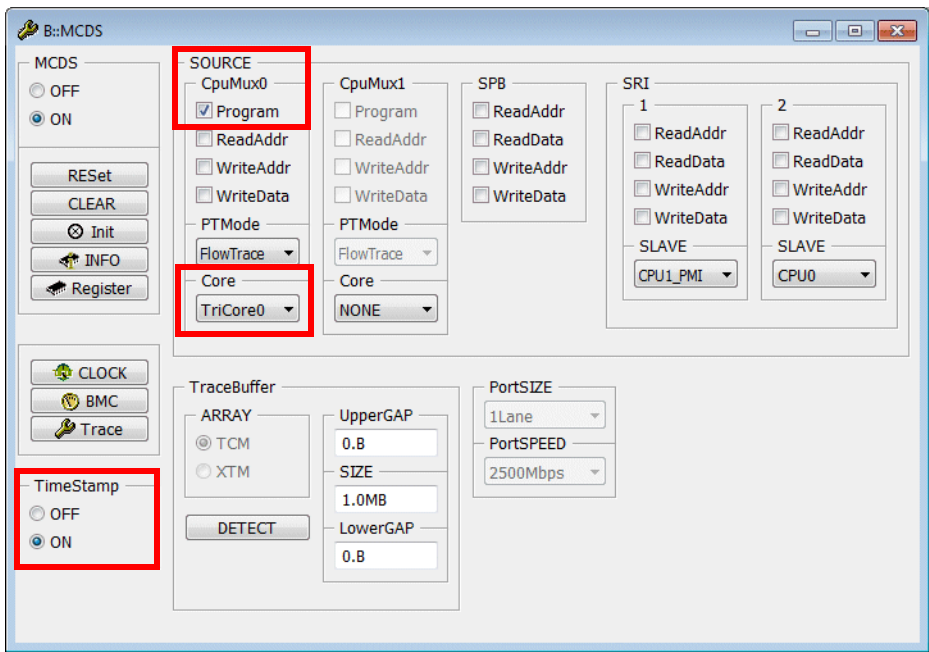 B::MCDS
MCDS
OFF
ON
RESet
CLEAR
Init
INFO
Register
CLOCK
BMC
Trace
TimeStamp
OFF
ON
SOURCE
CpuMux0
Program
ReadAddr
WriteAddr
WriteData
PTMode
FlowTrace
Core
TriCore0
CpuMux1
Program
ReadAddr
WriteAddr
WriteData
PTMode
FlowTrace
Core
NONE
SPB
ReadAddr
ReadData
WriteAddr
WriteData
SRI
1
ReadAddr
ReadData
WriteAddr
WriteData
SLAVE
CPU1_PMI
2
ReadAddr
ReadData
WriteAddr
WriteData
SLAVE
CPU0
TraceBuffer
ARRAY
TCM
XTM
DETECT
UpperGAP
0.B
SIZE
1.0MB
LowerGAP
0.B
PortSIZE
1Lane
PortSPEED
2500Mbps